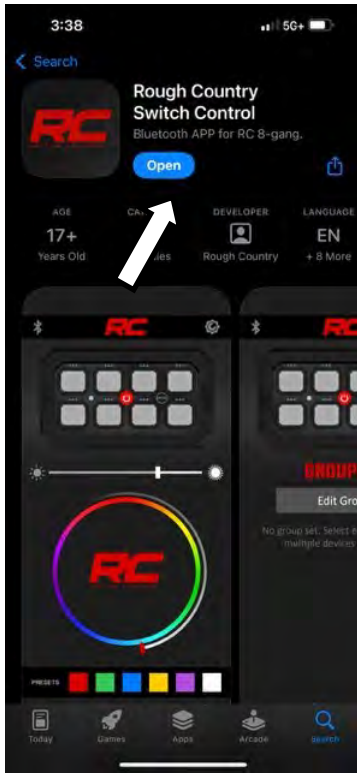 3:38
5G+
Search
RC
Rough Country
Switch Control
Bluetooth APP for RC 8-gang.
Open
AGE
DEVELOPER
LANGUAGE
17+
EN
Years Old
Rough Country
+ 8 More
RC
RC
GROUP
Edit Gro
No group set. Select
multiple devices
RC
PRESETS
Today
Games
Apps
Arcade
Search